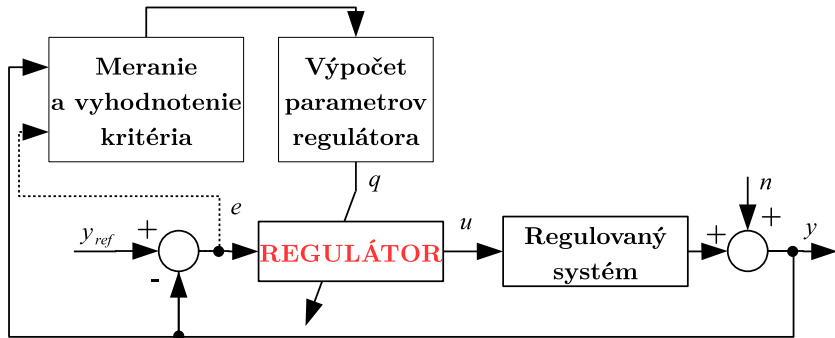 Meranie
a vyhodnotenie
kritéria
Výpočet
parametrov
regulátora
q
e
u
n
y_ref
+
-
REGULÁTOR
Regulovaný
systém
+
+
y